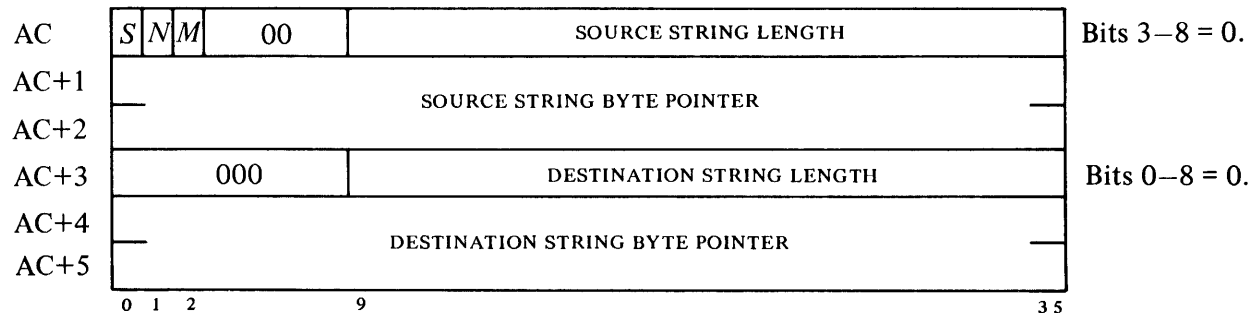 AC S N M 00 SOURCE STRING LENGTH Bits 3–8 = 0.
AC+1
SOURCE STRING BYTE POINTER
AC+2
AC+3 000 DESTINATION STRING LENGTH Bits 0–8 = 0.
AC+4
DESTINATION STRING BYTE POINTER
AC+5
0 1 2 9 35